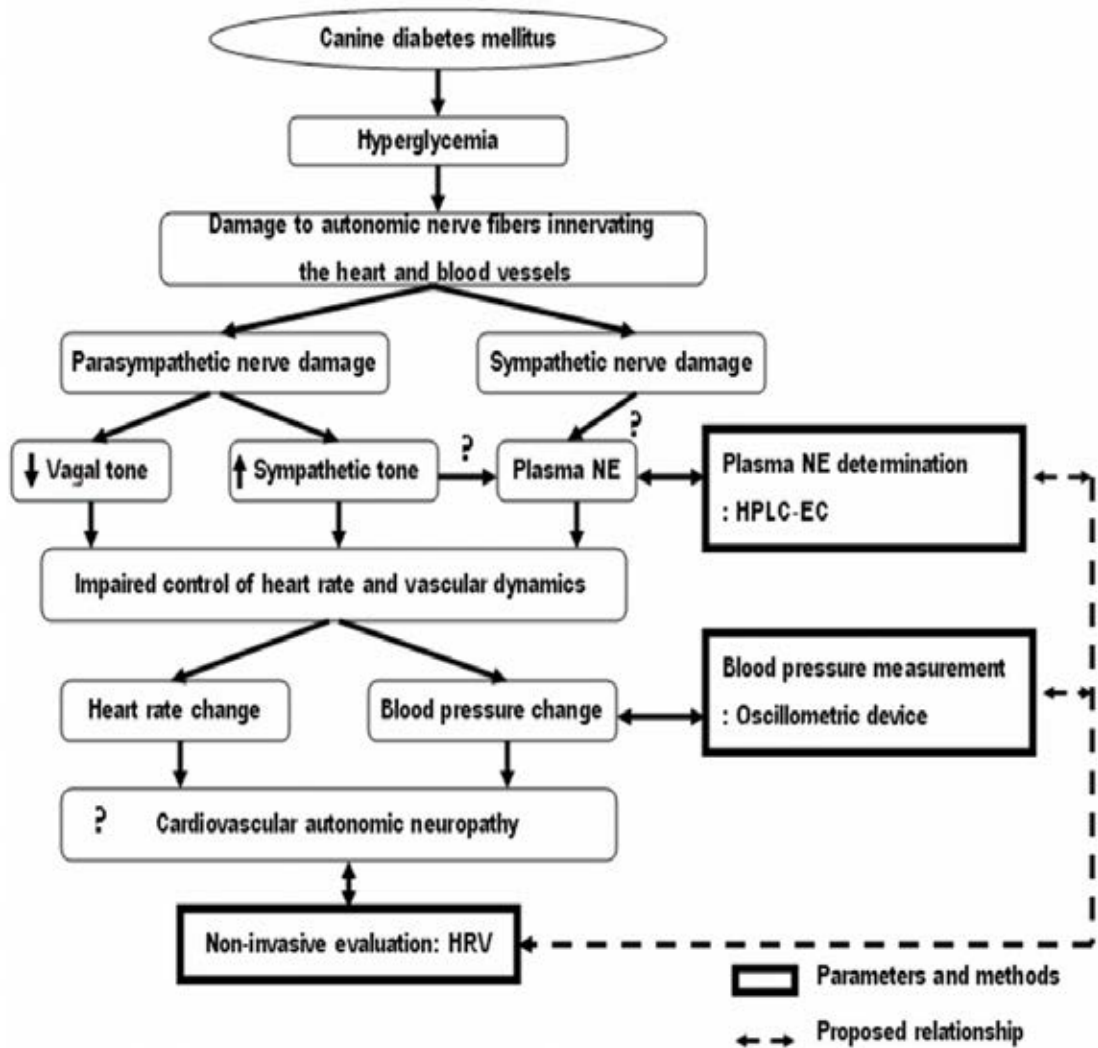 Canine diabetes mellitus
Hyperglycemia
Damage to autonomic nerve fibers innervating
the heart and blood vessels
Parasympathetic nerve damage
Sympathetic nerve damage
?
?
Vagal tone
Sympathetic tone
Plasma NE
Plasma NE determination
: HPLC-EC
Impaired control of heart rate and vascular dynamics
Blood pressure measurement
: Oscillometric device
Heart rate change
Blood pressure change
? Cardiovascular autonomic neuropathy
Non-invasive evaluation: HRV
Parameters and methods
Proposed relationship